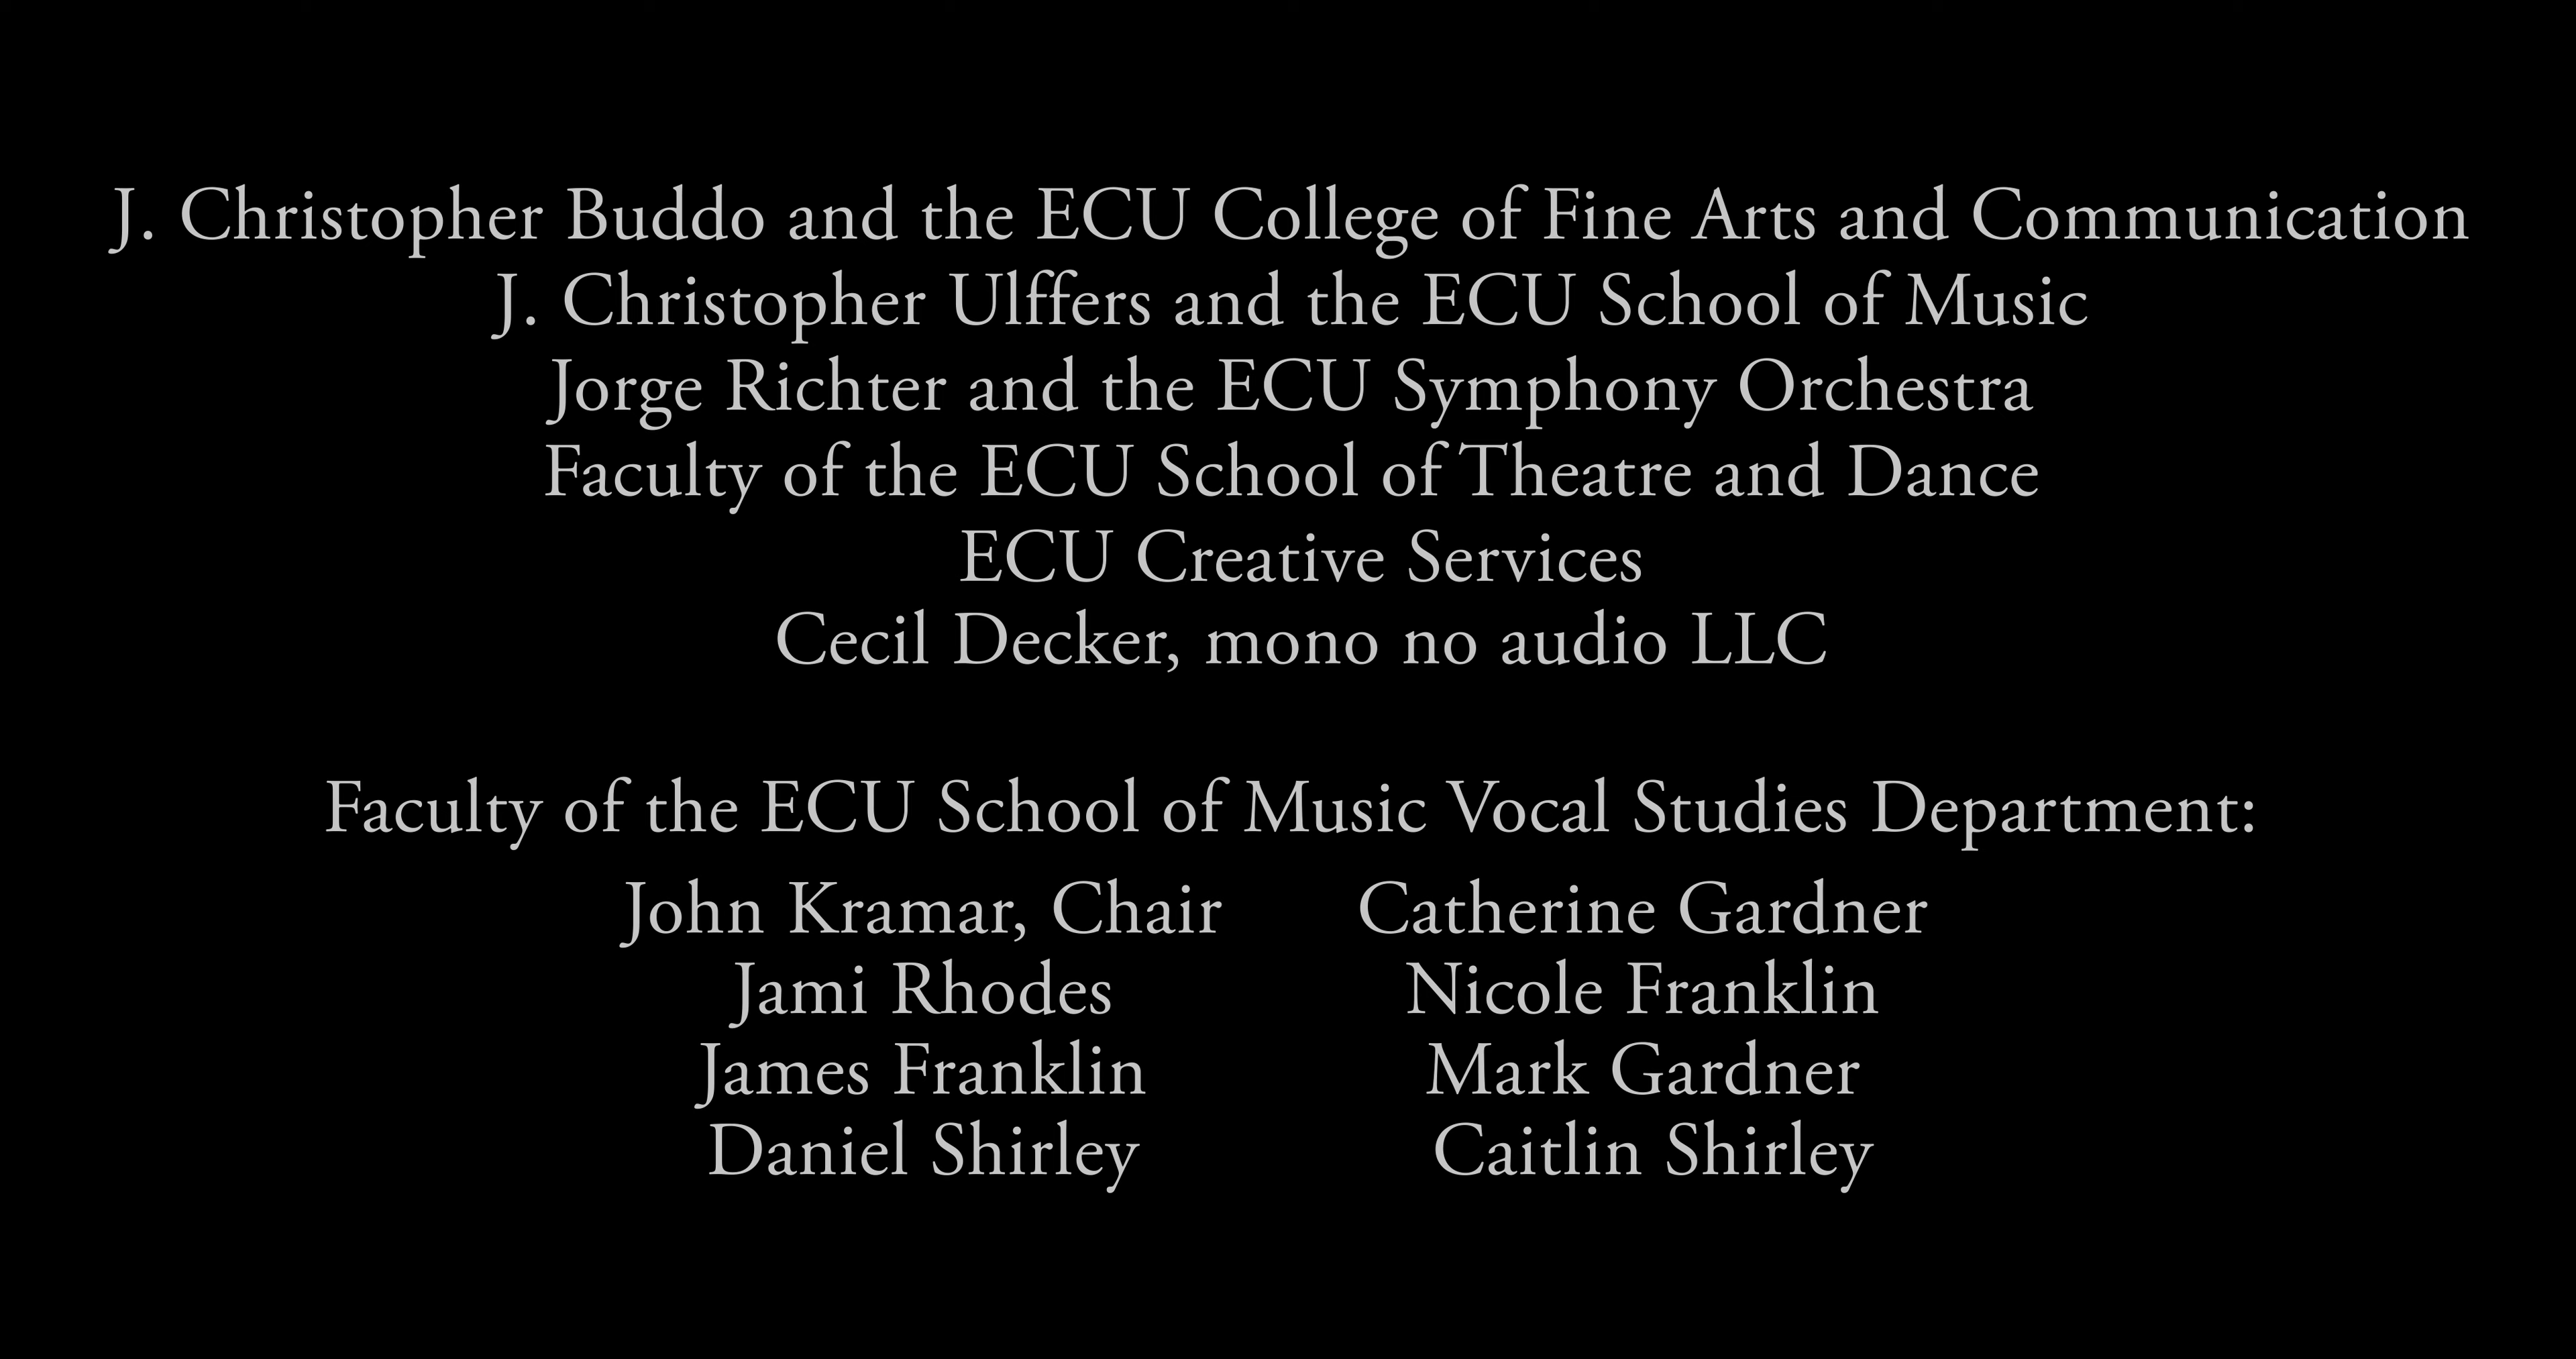 J. Christopher Buddo and the ECU College of Fine Arts and Communication
J. Christopher Ulffers and the ECU School of Music
Jorge Richter and the ECU Symphony Orchestra
Faculty of the ECU School of Theatre and Dance
ECU Creative Services
Cecil Decker, mono no audio LLC
Faculty of the ECU School of Music Vocal Studies Department:
John Kramar, Chair Catherine Gardner
Jami Rhodes Nicole Franklin
James Franklin Mark Gardner
Daniel Shirley Caitlin Shirley